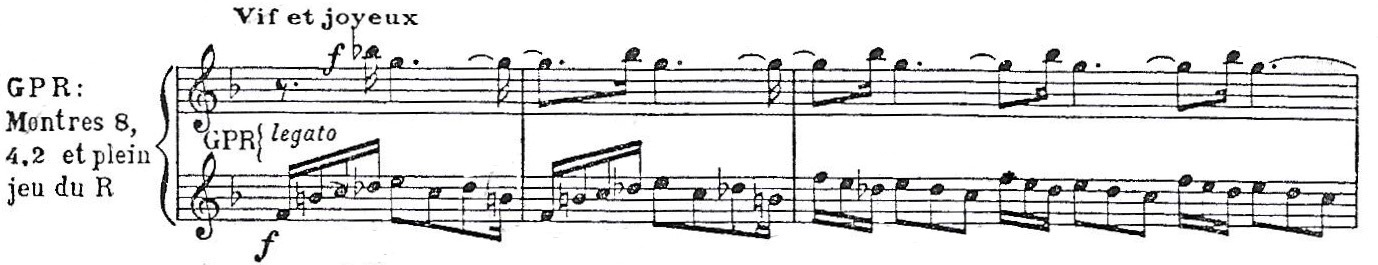 Vif et joyeux
f
GPR:
Montres 8,
4.2 et plein
jeu du R
GPR{ legato
f